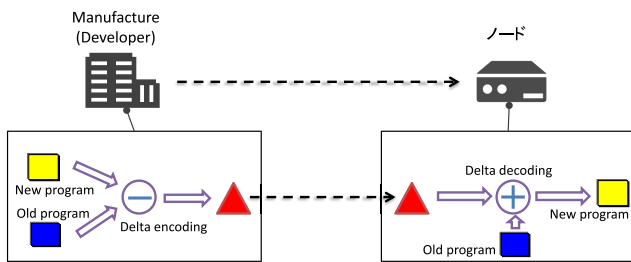 Manufacture
(Developer)
ノード
New program
Old program
Delta encoding
Delta decoding
New program
Old program